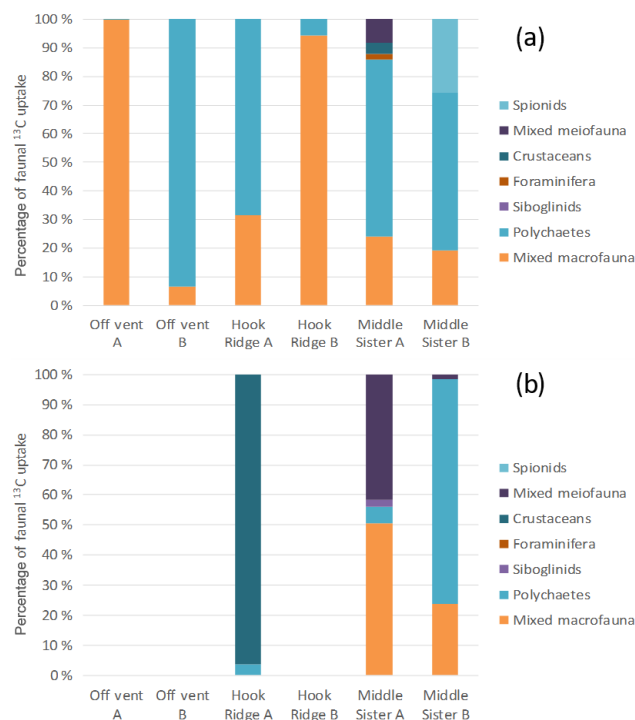 (a)
Percentage of faunal ¹³C uptake
100 %
90 %
80 %
70 %
60 %
50 %
40 %
30 %
20 %
10 %
0 %
Off vent A
Off vent B
Hook Ridge A
Hook Ridge B
Middle Sister A
Middle Sister B
Spionids
Mixed meiofauna
Crustaceans
Foraminifera
Siboglinids
Polychaetes
Mixed macrofauna
(b)
Percentage of faunal ¹³C uptake
100 %
90 %
80 %
70 %
60 %
50 %
40 %
30 %
20 %
10 %
0 %
Off vent A
Off vent B
Hook Ridge A
Hook Ridge B
Middle Sister A
Middle Sister B
Spionids
Mixed meiofauna
Crustaceans
Foraminifera
Siboglinids
Polychaetes
Mixed macrofauna